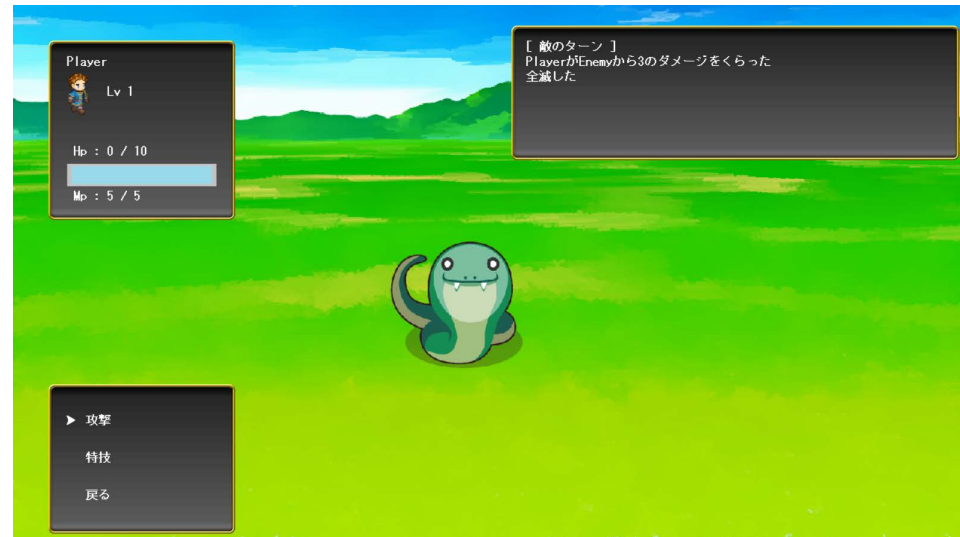 Player
Lv 1
Hp : 0 / 10
Mp : 5 / 5
[ 敵のターン ]
PlayerがEnemyから3のダメージをくらった
全滅した
攻撃
特技
戻る